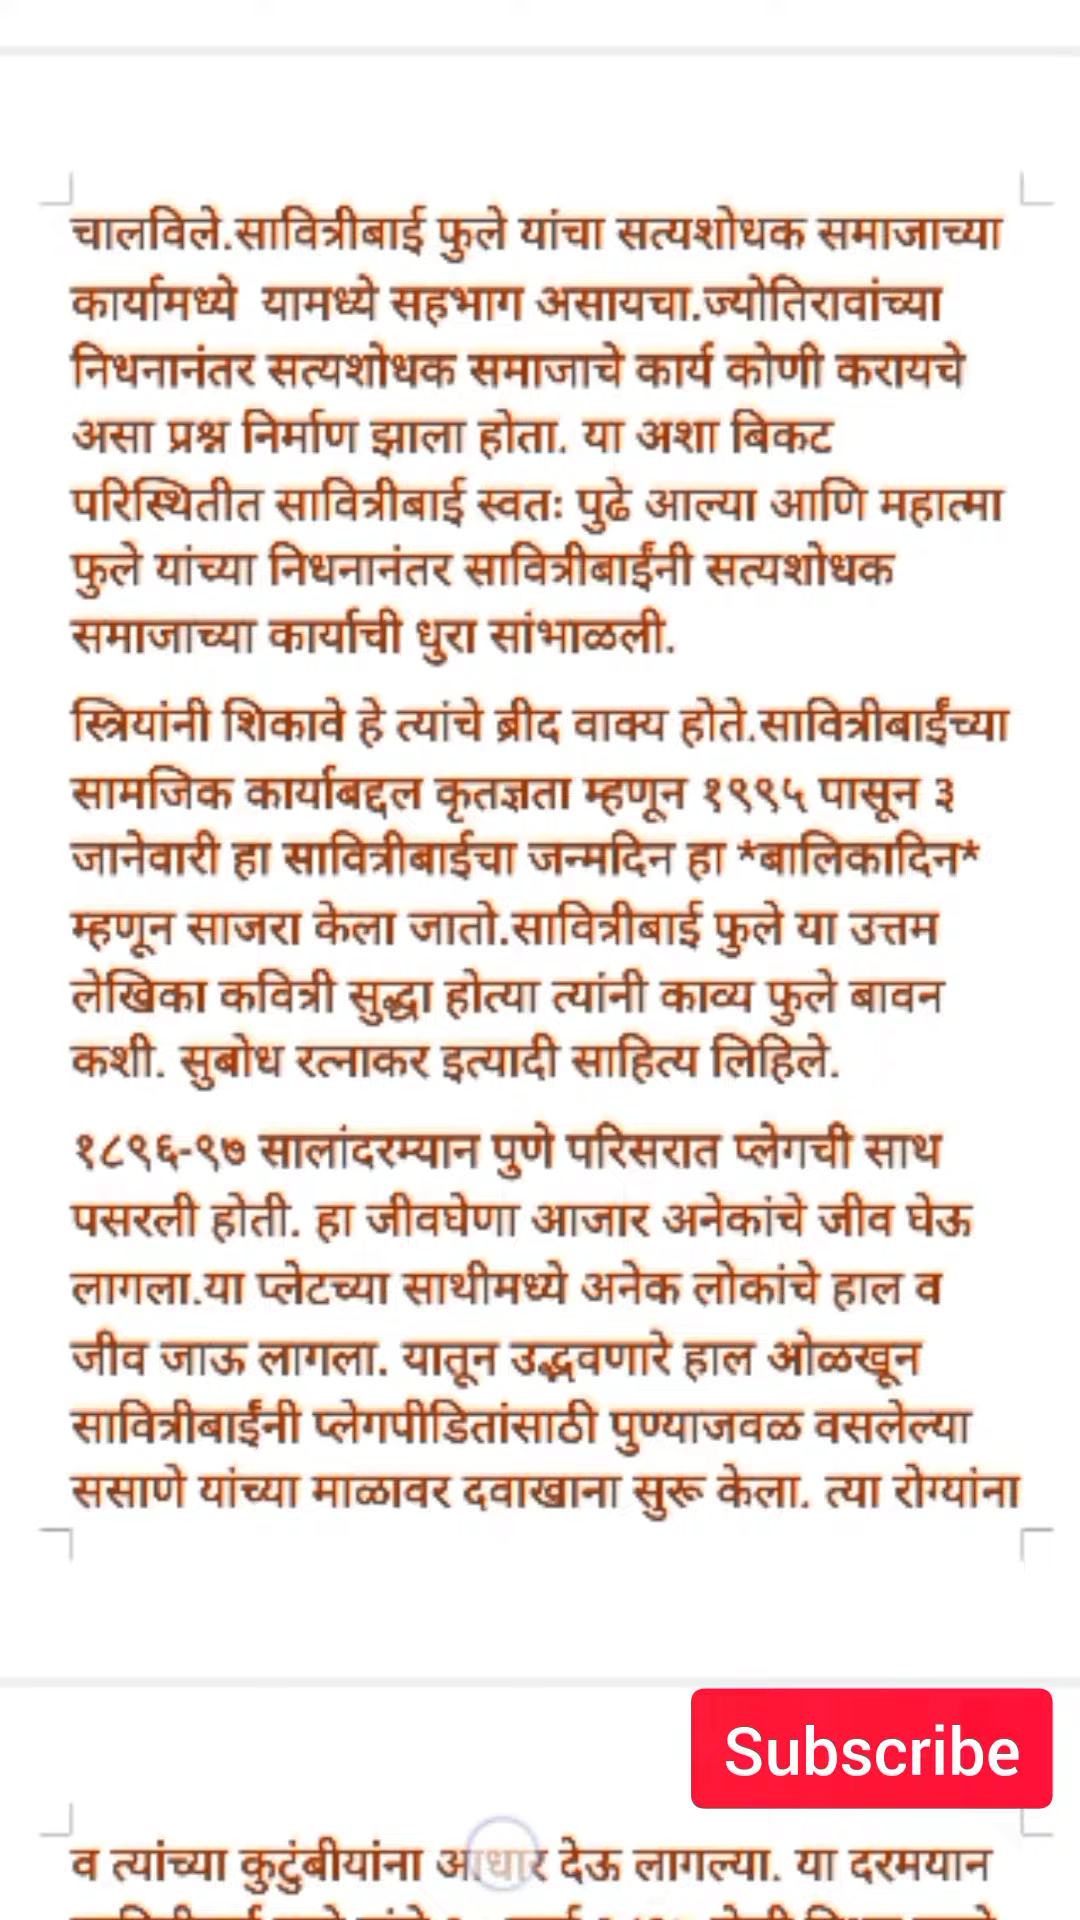 चालविले.सावित्रीबाई फुले यांचा सत्यशोधक समाजाच्या
कार्यामध्ये यामध्ये सहभाग असायचा.ज्योतिरावांच्या
निधनानंतर सत्यशोधक समाजाचे कार्य कोणी करायचे
असा प्रश्न निर्माण झाला होता. या अशा बिकट
परिस्थितीत सावित्रीबाई स्वतः पुढे आल्या आणि महात्मा
फुले यांच्या निधनानंतर सावित्रीबाईंनी सत्यशोधक
समाजाच्या कार्याची धुरा सांभाळली.
स्त्रियांनी शिकावे हे त्यांचे ब्रीद वाक्य होते.सावित्रीबाईंच्या
सामजिक कार्याबद्दल कृतज्ञता म्हणून १९९५ पासून ३
जानेवारी हा सावित्रीबाईचा जन्मदिन हा *बालिकादिन*
म्हणून साजरा केला जातो.सावित्रीबाई फुले या उत्तम
लेखिका कवित्री सुद्धा होत्या त्यांनी काव्य फुले बावन
कशी. सुबोध रत्नाकर इत्यादी साहित्य लिहिले.
१८९६-९७ सालांदरम्यान पुणे परिसरात प्लेगची साथ
पसरली होती. हा जीवघेणा आजार अनेकांचे जीव घेऊ
लागला.या प्लेटच्या साथीमध्ये अनेक लोकांचे हाल व
जीव जाऊ लागला. यातून उद्भवणारे हाल ओळखून
सावित्रीबाईंनी प्लेगपीडितांसाठी पुण्याजवळ वसलेल्या
ससाणे यांच्या माळावर दवाखाना सुरू केला. त्या रोग्यांना
Subscribe
व त्यांच्या कुटुंबीयांना आधार देऊ लागल्या. या दरमयान